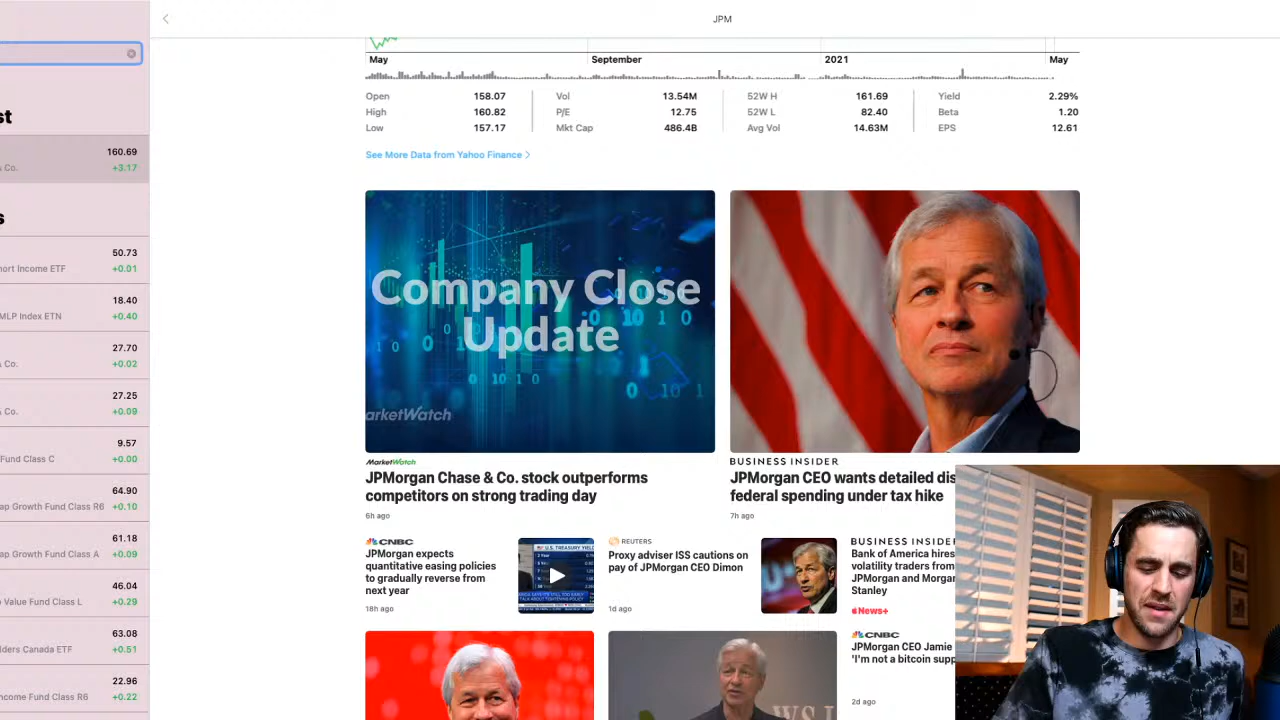 JPM
st
160.69
Co.
+3.17
s
50.73
hort Income ETF
+0.01
18.40
MLP Index ETN
+0.40
27.70
& Co.
+0.02
27.25
& Co.
+0.09
9.57
Fund Class C
+0.00
64.90
ap Growth Fund Class R6
+0.10
61.18
ap Growth Fund Class A
+0.09
46.04
Value Fund Class L
+0.29
63.08
ders Canada ETF
+0.51
22.96
ncome Fund Class R6
+0.22
May
September
2021
May
Open 158.07 Vol 13.54M 52W H 161.69 Yield 2.29%
High 160.82 P/E 12.75 52W L 82.40 Beta 1.20
Low 157.17 Mkt Cap 486.4B Avg Vol 14.63M EPS 12.61
See More Data from Yahoo Finance
Company Close
Update
arketWatch
MarketWatch
JPMorgan Chase & Co. stock outperforms
competitors on strong trading day
6h ago
BUSINESS INSIDER
JPMorgan CEO wants detailed dis
federal spending under tax hike
7h ago
CNBC
JPMorgan expects
quantitative easing policies
to gradually reverse from
next year
18h ago
U.S. TREASURY YIEL
REUTERS
Proxy adviser ISS cautions on
pay of JPMorgan CEO Dimon
1d ago
BUSINESS INSIDE
Bank of America hires
volatility traders from
JPMorgan and Morga
Stanley
News+
CNBC
JPMorgan CEO Jamie
'I'm not a bitcoin supp
2d ago
WSJ